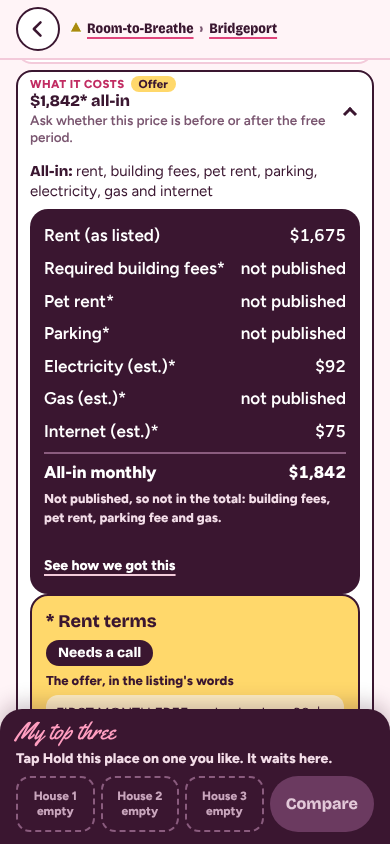 Room-to-Breathe › Bridgeport
WHAT IT COSTS Offer
$1,842* all-in
Ask whether this price is before or after the free
period.
All-in: rent, building fees, pet rent, parking,
electricity, gas and internet
Rent (as listed) $1,675
Required building fees* not published
Pet rent* not published
Parking* not published
Electricity (est.)* $92
Gas (est.)* not published
Internet (est.)* $75
All-in monthly $1,842
Not published, so not in the total: building fees,
pet rent, parking fee and gas.
See how we got this
* Rent terms
Needs a call
The offer, in the listing's words
My top three
Tap Hold this place on one you like. It waits here.
House 1
empty
House 2
empty
House 3
empty
Compare